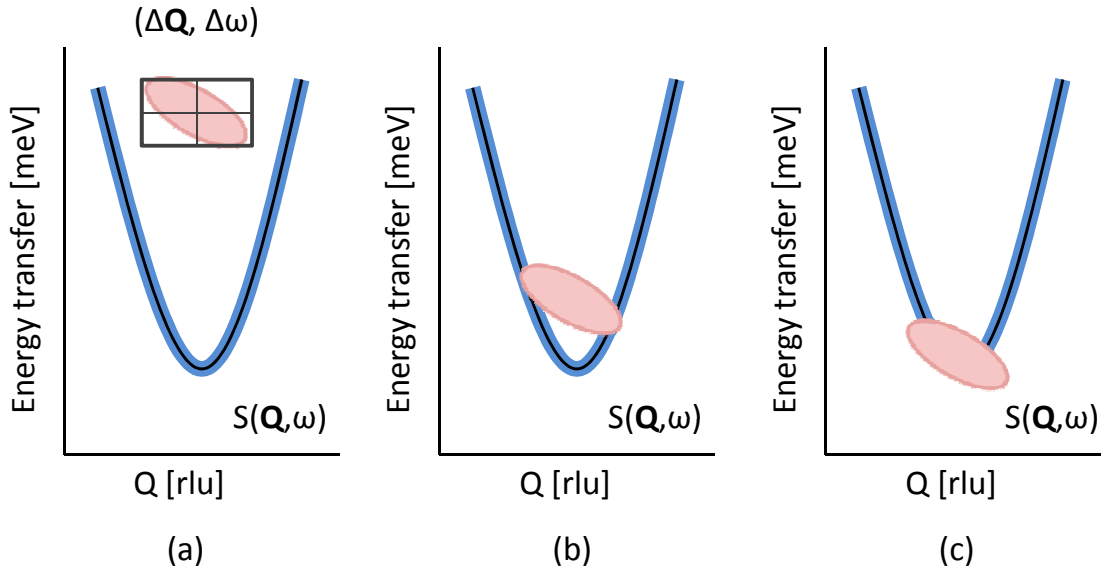 (Δ𝐐, Δω)
Energy transfer [meV]
S(𝐐,ω)
Q [rlu]
(a)
Energy transfer [meV]
S(𝐐,ω)
Q [rlu]
(b)
Energy transfer [meV]
S(𝐐,ω)
Q [rlu]
(c)